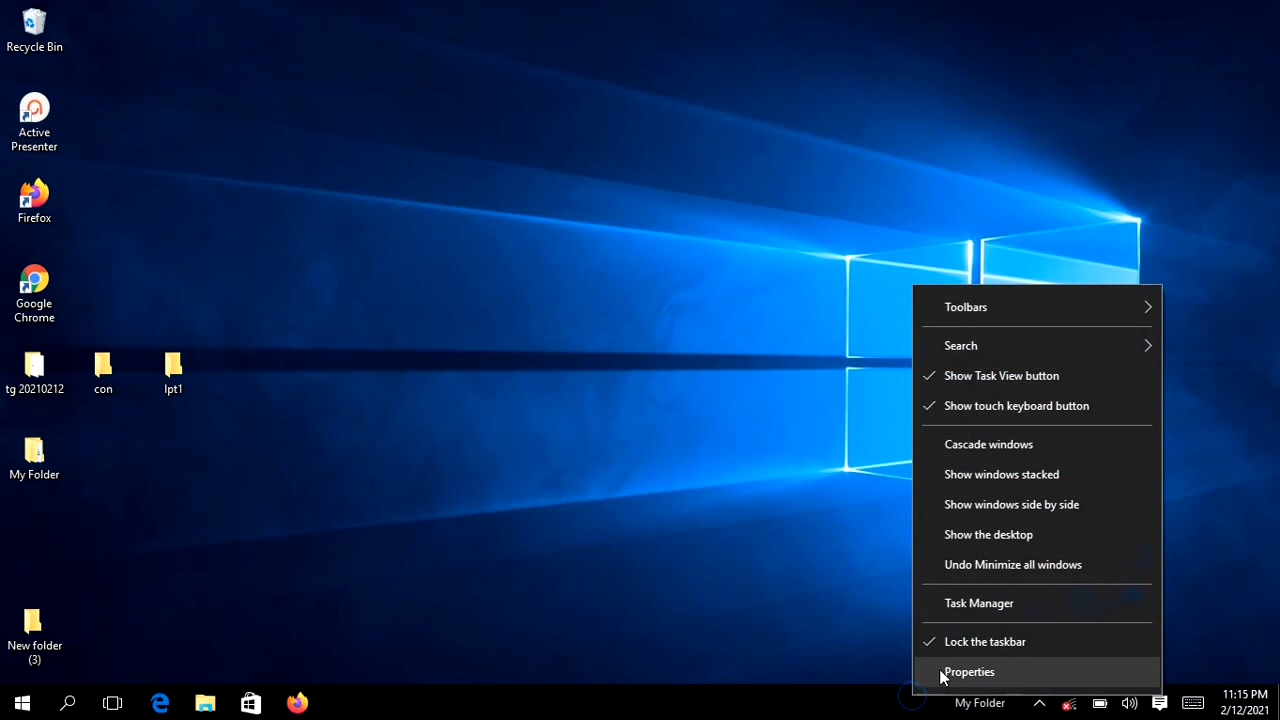 Recycle Bin
Active
Presenter
Firefox
Google
Chrome
tg 20210212
con
lpt1
My Folder
New folder
(3)
Toolbars
Search
Show Task View button
Show touch keyboard button
Cascade windows
Show windows stacked
Show windows side by side
Show the desktop
Undo Minimize all windows
Task Manager
Lock the taskbar
Properties
My Folder
11:15 PM
2/12/2021